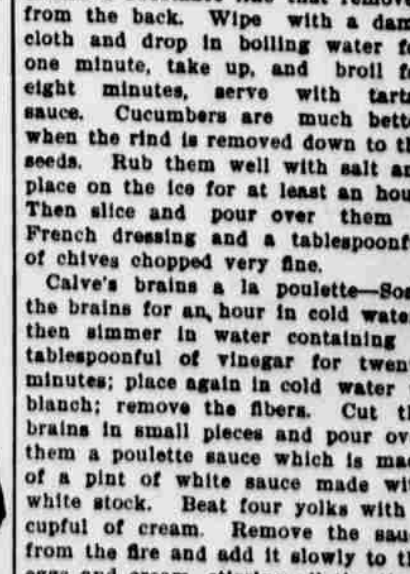 from the back. Wipe with a dam
cloth and drop in boiling water f
one minute, take up, and broil f
eight minutes, serve with tart
sauce. Cucumbers are much bett
when the rind is removed down to th
seeds. Rub them well with salt an
place on the ice for at least an hou
Then slice and pour over them
French dressing and a tablespoonf
of chives chopped very fine.
Calve's brains a la poulette—Soa
the brains for an hour in cold wate
then simmer in water containing
tablespoonful of vinegar for twent
minutes; place again in cold water
blanch; remove the fibers. Cut th
brains in small pieces and pour ov
them a poulette sauce which is mad
of a pint of white sauce made wit
white stock. Beat four yolks with
cupful of cream. Remove the sau
from the fire and add it slowly to th